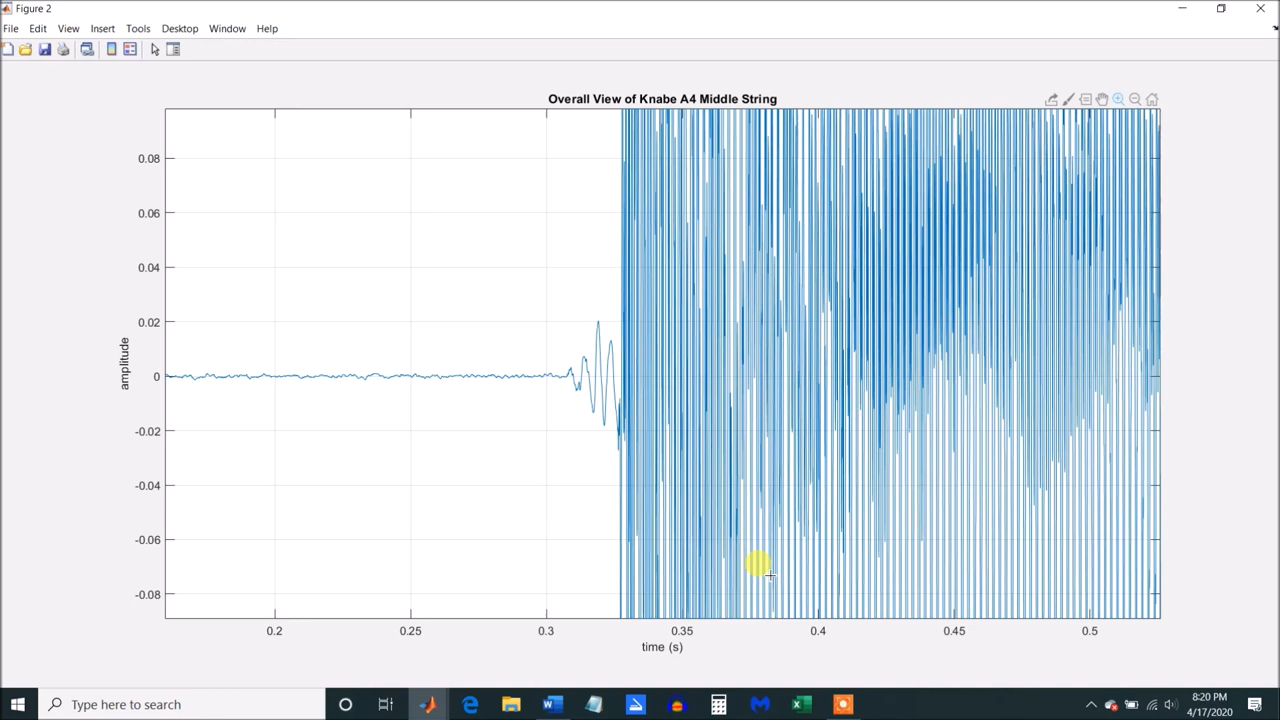 Figure 2
File Edit View Insert Tools Desktop Window Help
Overall View of Knabe A4 Middle String
0.08
0.06
0.04
0.02
0
-0.02
-0.04
-0.06
-0.08
amplitude
0.2 0.25 0.3 0.35 0.4 0.45 0.5
time (s)
Type here to search
8:20 PM
4/17/2020